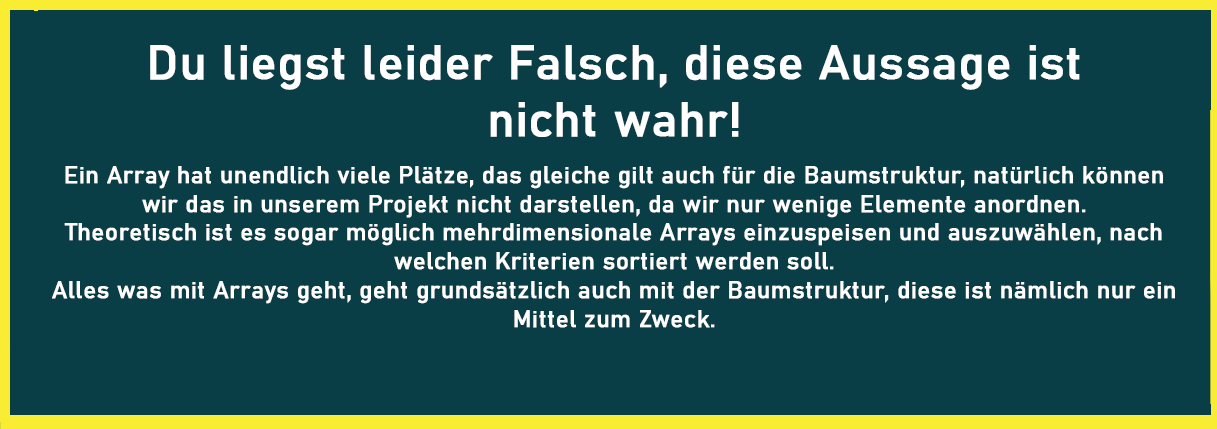 Du liegst leider Falsch, diese Aussage ist
nicht wahr!
Ein Array hat unendlich viele Plätze, das gleiche gilt auch für die Baumstruktur, natürlich können
wir das in unserem Projekt nicht darstellen, da wir nur wenige Elemente anordnen.
Theoretisch ist es sogar möglich mehrdimensionale Arrays einzuspeisen und auszuwählen, nach
welchen Kriterien sortiert werden soll.
Alles was mit Arrays geht, geht grundsätzlich auch mit der Baumstruktur, diese ist nämlich nur ein
Mittel zum Zweck.